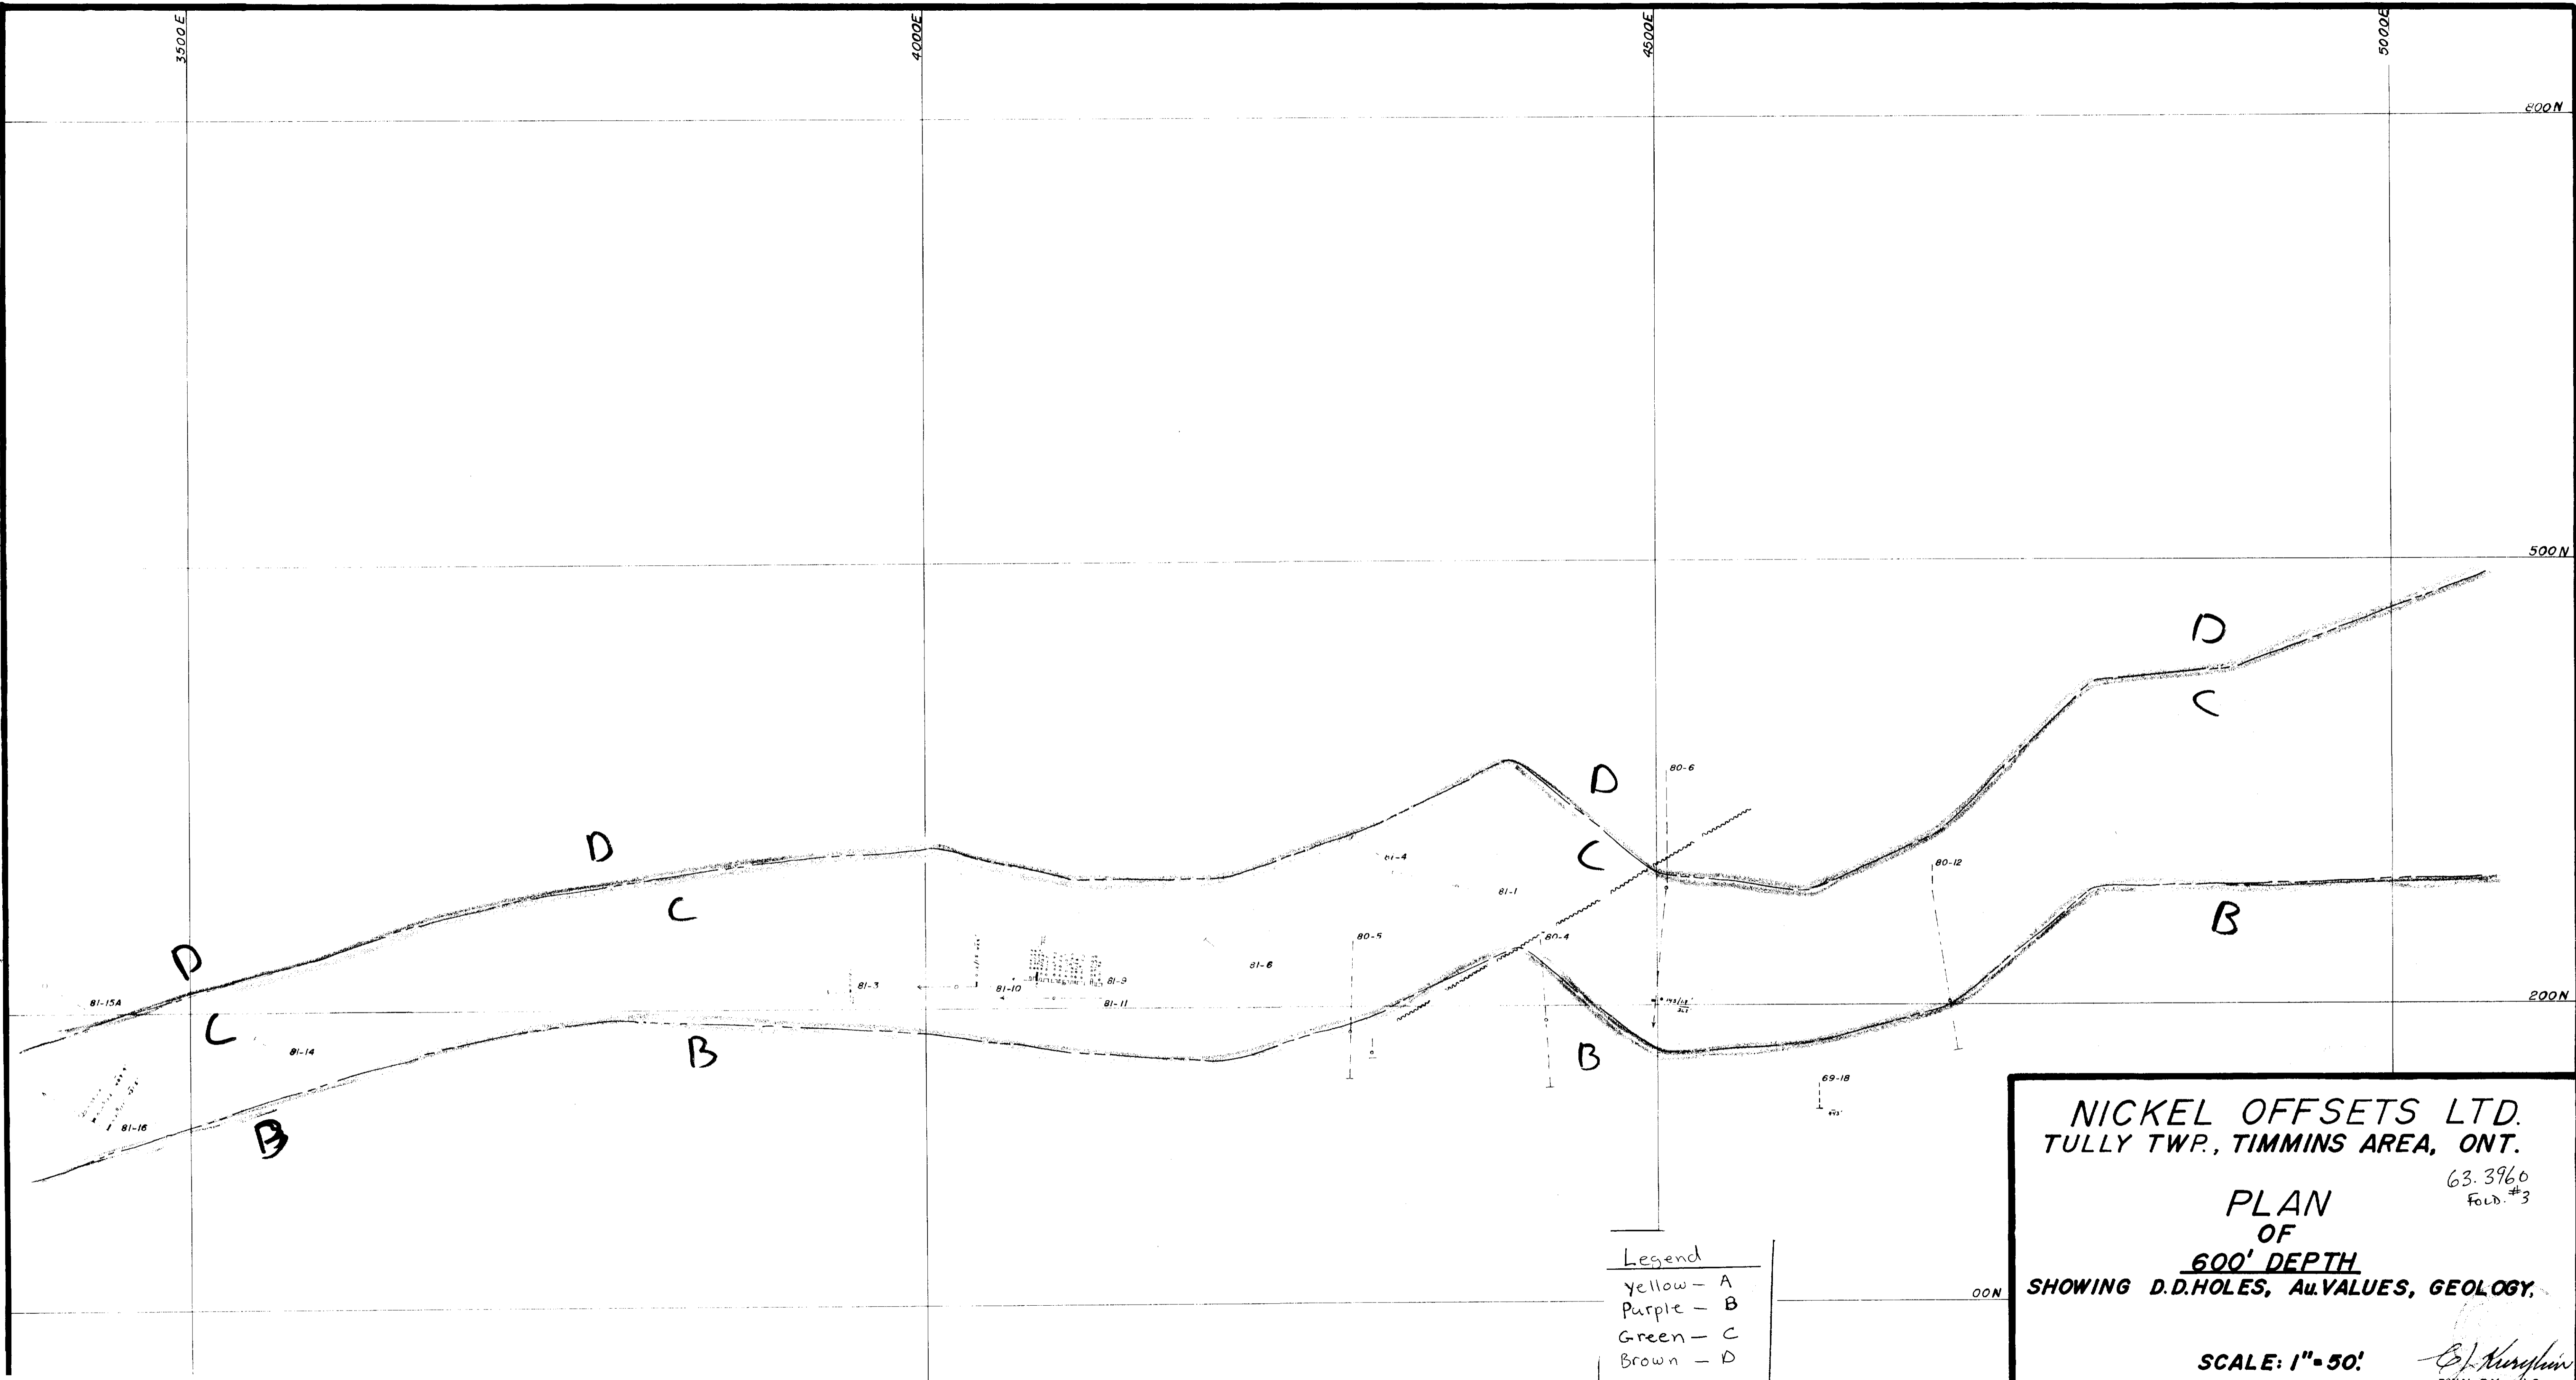 3500E
4000E
4500E
5000E
800N
500N
D
C
D
80-6
D
C
80-12
81-4
C
81-1
D
C
B
80-5
80-4
D
81-6
81-3
81-10
81-9
81-11
81-15A
200N
C
81-14
B
B
69-18
81-16
B
NICKEL OFFSETS LTD.
TULLY TWP., TIMMINS AREA, ONT.
63.3960
FOLD. #3
PLAN
OF
600' DEPTH
SHOWING D.D.HOLES, Au.VALUES, GEOLOGY,
SCALE: 1"=50'.
00N
Legend
Yellow - A
Purple - B
Green - C
Brown - D